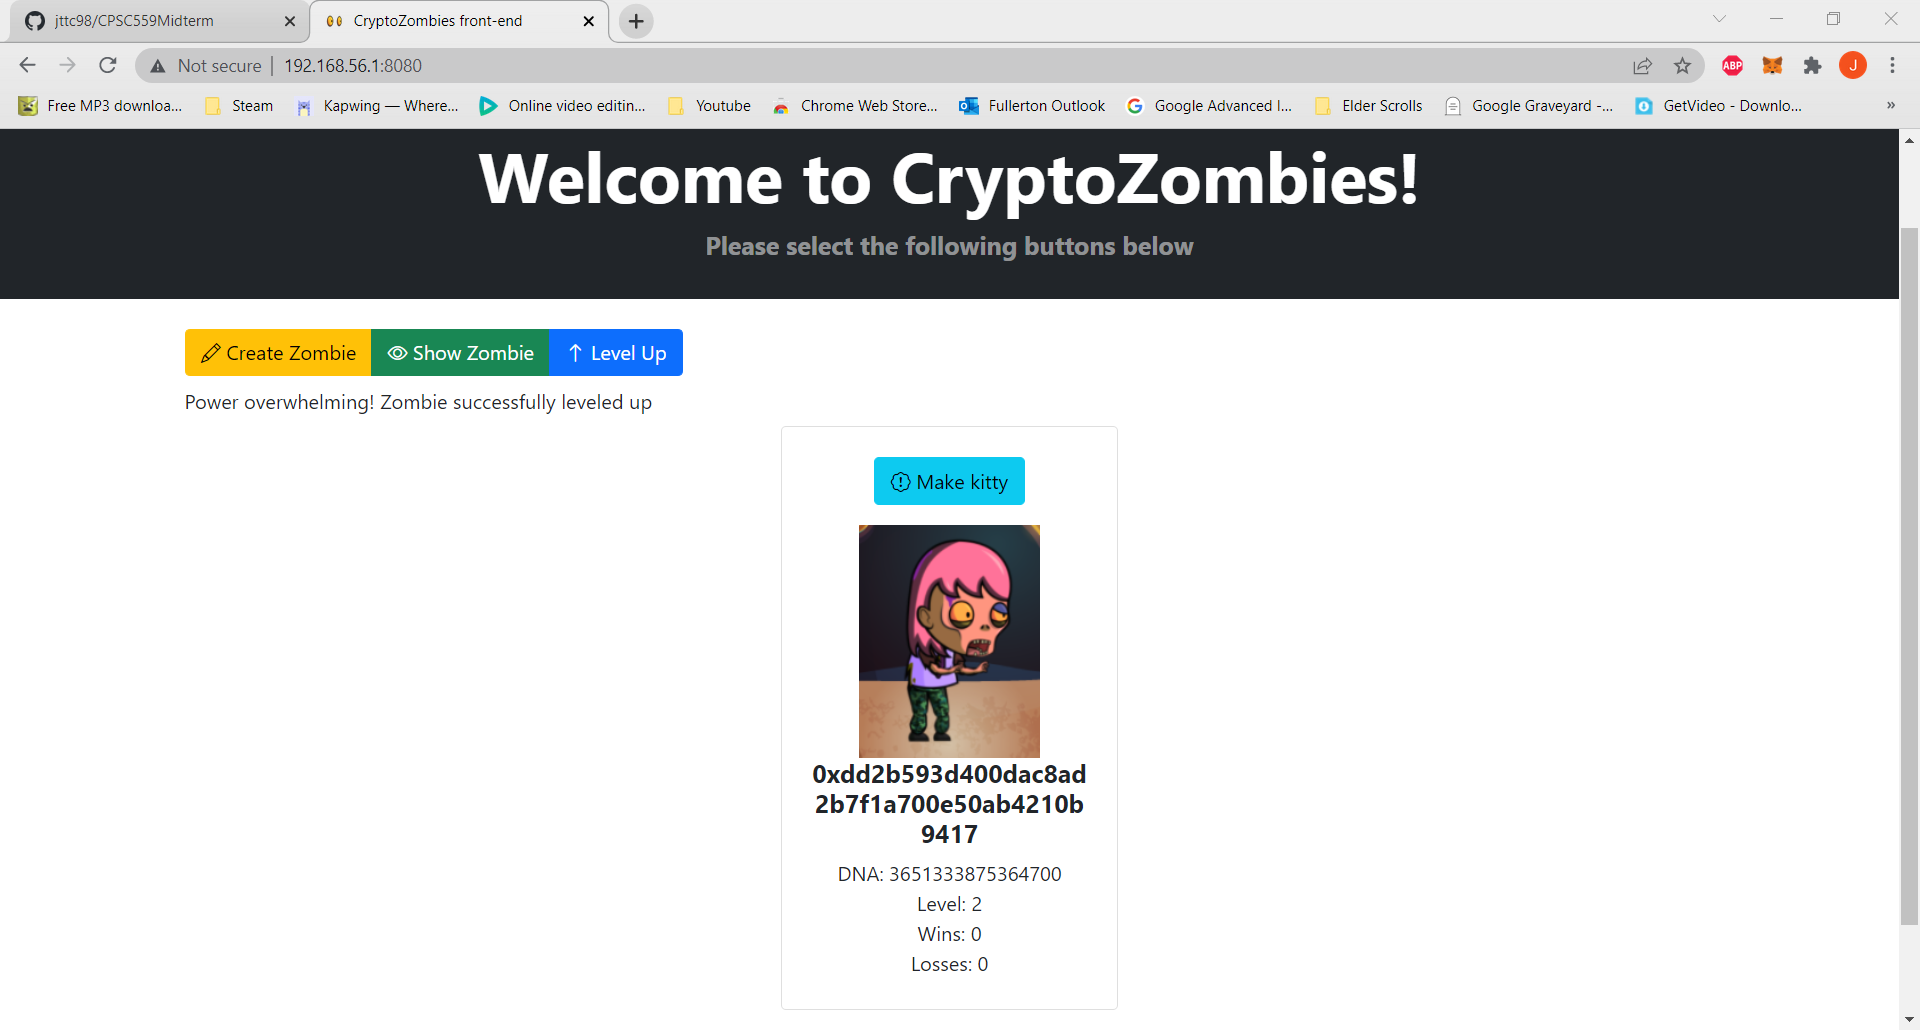 jttc98/CPSC559Midterm
CryptoZombies front-end
Not secure | 192.168.56.1:8080
ABP
J
Free MP3 downloa...
Steam
Kapwing — Where...
Online video editin...
Youtube
Chrome Web Store...
Fullerton Outlook
Google Advanced I...
Elder Scrolls
Google Graveyard -...
GetVideo - Downlo...
»
Welcome to CryptoZombies!
Please select the following buttons below
Create Zombie
Show Zombie
Level Up
Power overwhelming! Zombie successfully leveled up
Make kitty
0xdd2b593d400dac8ad
2b7f1a700e50ab4210b
9417
DNA: 3651333875364700
Level: 2
Wins: 0
Losses: 0